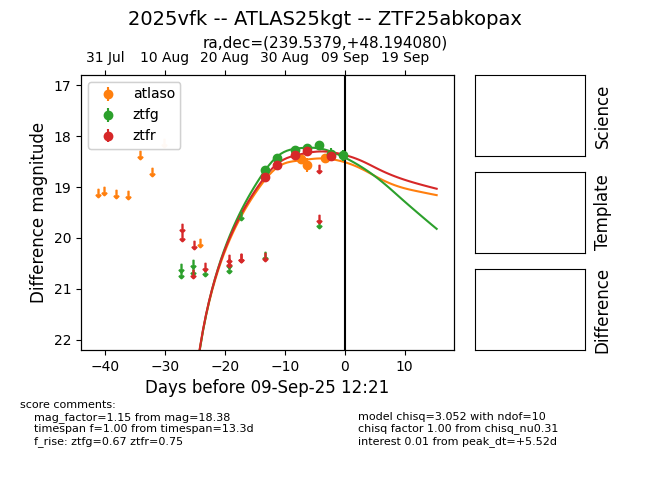 2025vfk -- ATLAS25kgt -- ZTF25abkopax
ra,dec=(239.5379,+48.194080)
31 Jul 10 Aug 20 Aug 30 Aug 09 Sep 19 Sep
17
18
19
20
21
22
Difference magnitude
atlaso
ztfg
ztfr
−40 −30 −20 −10 0 10
Days before 09-Sep-25 12:21
Science
Template
Difference
score comments:
mag_factor=1.15 from mag=18.38
timespan f=1.00 from timespan=13.3d
f_rise: ztfg=0.67 ztfr=0.75
model chisq=3.052 with ndof=10
chisq factor 1.00 from chisq_nu0.31
interest 0.01 from peak_dt=+5.52d